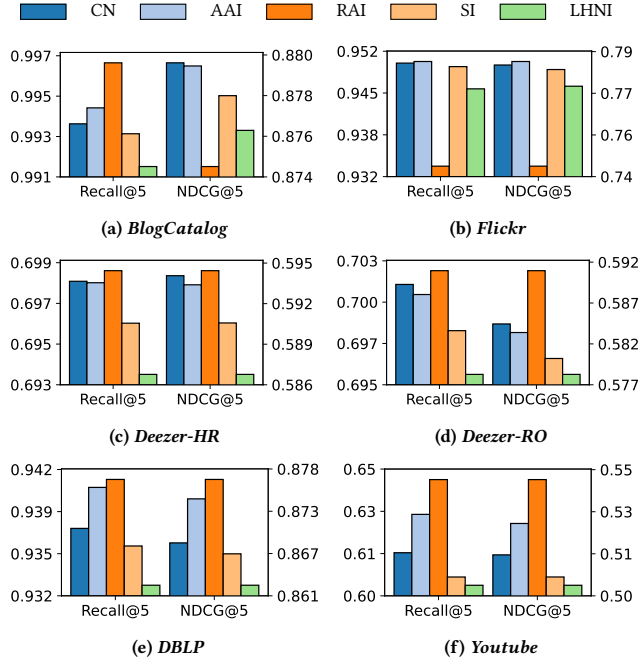 CN AAI RAI SI LHNI
0.997 0.995 0.993 0.991
0.880 0.878 0.876 0.874
Recall@5 NDCG@5
(a) BlogCatalog
0.952 0.945 0.938 0.932
0.79 0.77 0.76 0.74
Recall@5 NDCG@5
(b) Flickr
0.699 0.697 0.695 0.693
0.595 0.592 0.589 0.586
Recall@5 NDCG@5
(c) Deezer-HR
0.703 0.700 0.697 0.695
0.592 0.587 0.582 0.577
Recall@5 NDCG@5
(d) Deezer-RO
0.942 0.939 0.935 0.932
0.878 0.873 0.867 0.861
Recall@5 NDCG@5
(e) DBLP
0.65 0.63 0.61 0.60
0.55 0.53 0.51 0.50
Recall@5 NDCG@5
(f) Youtube